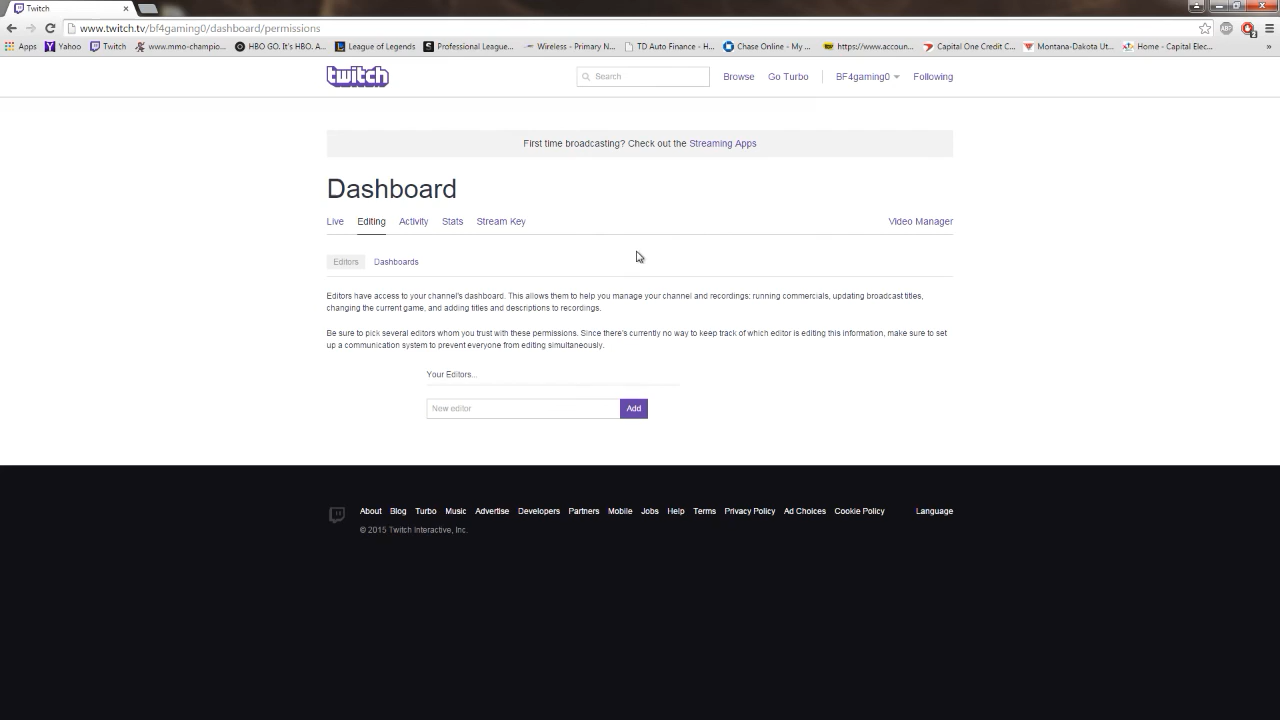 Twitch
www.twitch.tv/bf4gaming0/dashboard/permissions
Apps Yahoo Twitch www.mmo-champio... HBO GO. It's HBO. A... League of Legends Professional League... Wireless - Primary N... TD Auto Finance - H... Chase Online - My ... https://www.accoun... Capital One Credit C... Montana-Dakota Ut... Home - Capital Elec...
twitch Search Browse Go Turbo BF4gaming0 Following
First time broadcasting? Check out the Streaming Apps
Dashboard
Live Editing Activity Stats Stream Key Video Manager
Editors Dashboards
Editors have access to your channel's dashboard. This allows them to help you manage your channel and recordings: running commercials, updating broadcast titles,
changing the current game, and adding titles and descriptions to recordings.
Be sure to pick several editors whom you trust with these permissions. Since there's currently no way to keep track of which editor is editing this information, make sure to set
up a communication system to prevent everyone from editing simultaneously.
Your Editors...
New editor Add
About Blog Turbo Music Advertise Developers Partners Mobile Jobs Help Terms Privacy Policy Ad Choices Cookie Policy Language
© 2015 Twitch Interactive, Inc.